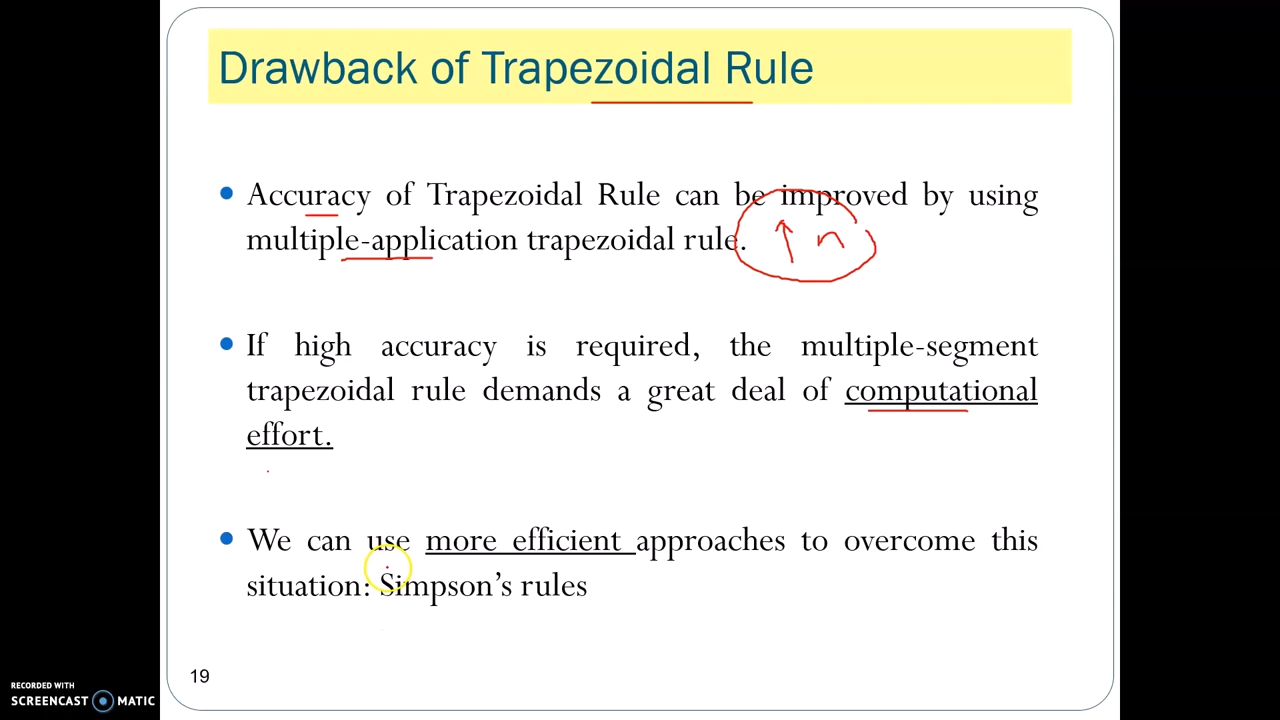 Drawback of Trapezoidal Rule
• Accuracy of Trapezoidal Rule can be improved by using
multiple-application trapezoidal rule. ↑ n
• If high accuracy is required, the multiple-segment
trapezoidal rule demands a great deal of computational
effort.
• We can use more efficient approaches to overcome this
situation: Simpson’s rules
19
RECORDED WITH
SCREENCAST MATIC